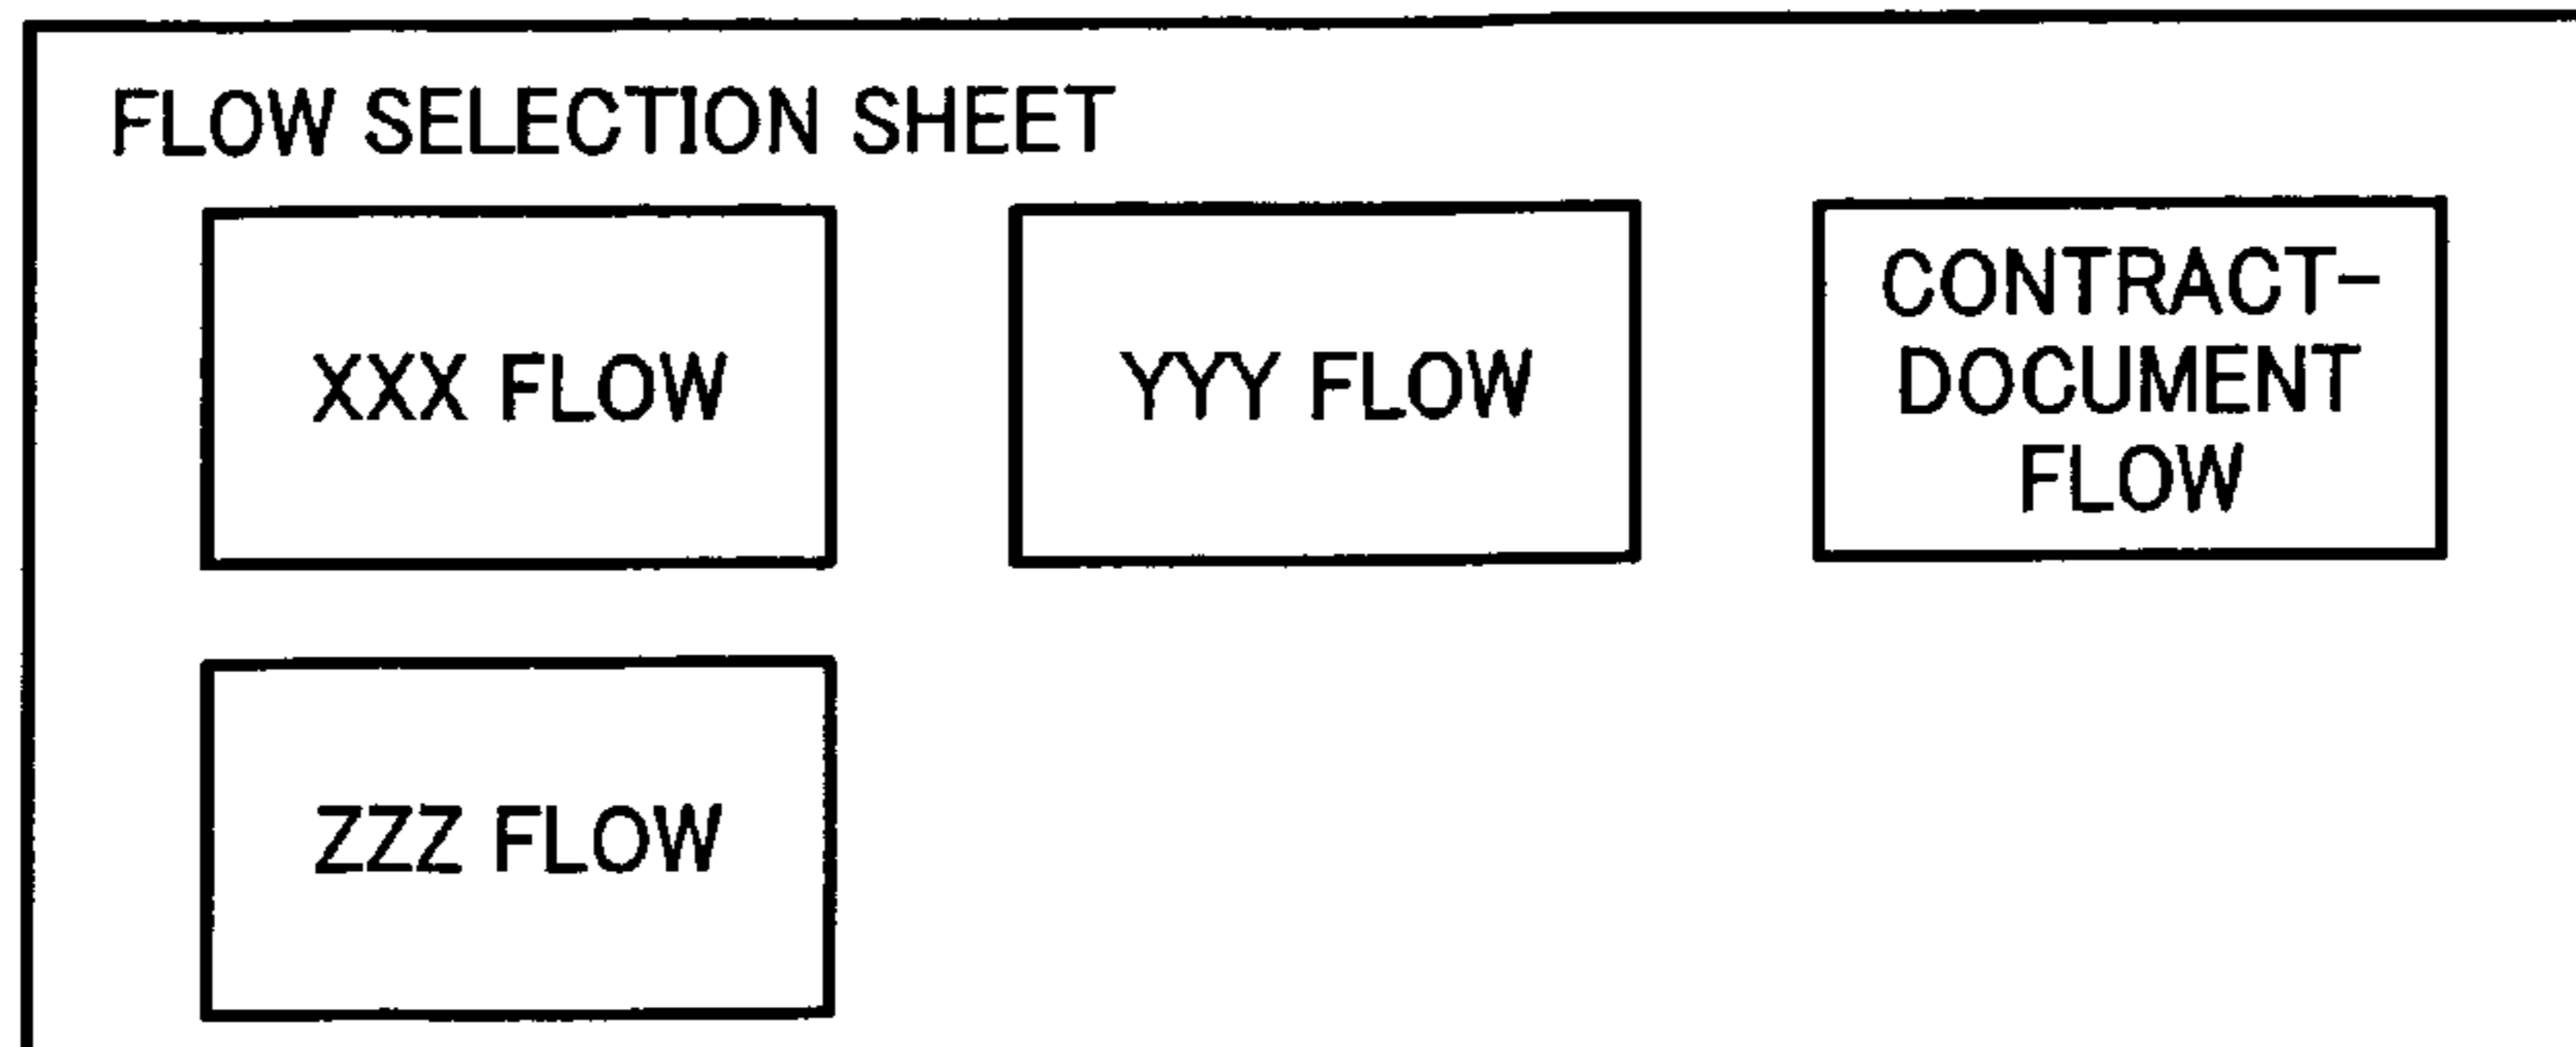 FLOW SELECTION SHEET
XXX FLOW
YYY FLOW
CONTRACT-
DOCUMENT
FLOW
ZZZ FLOW